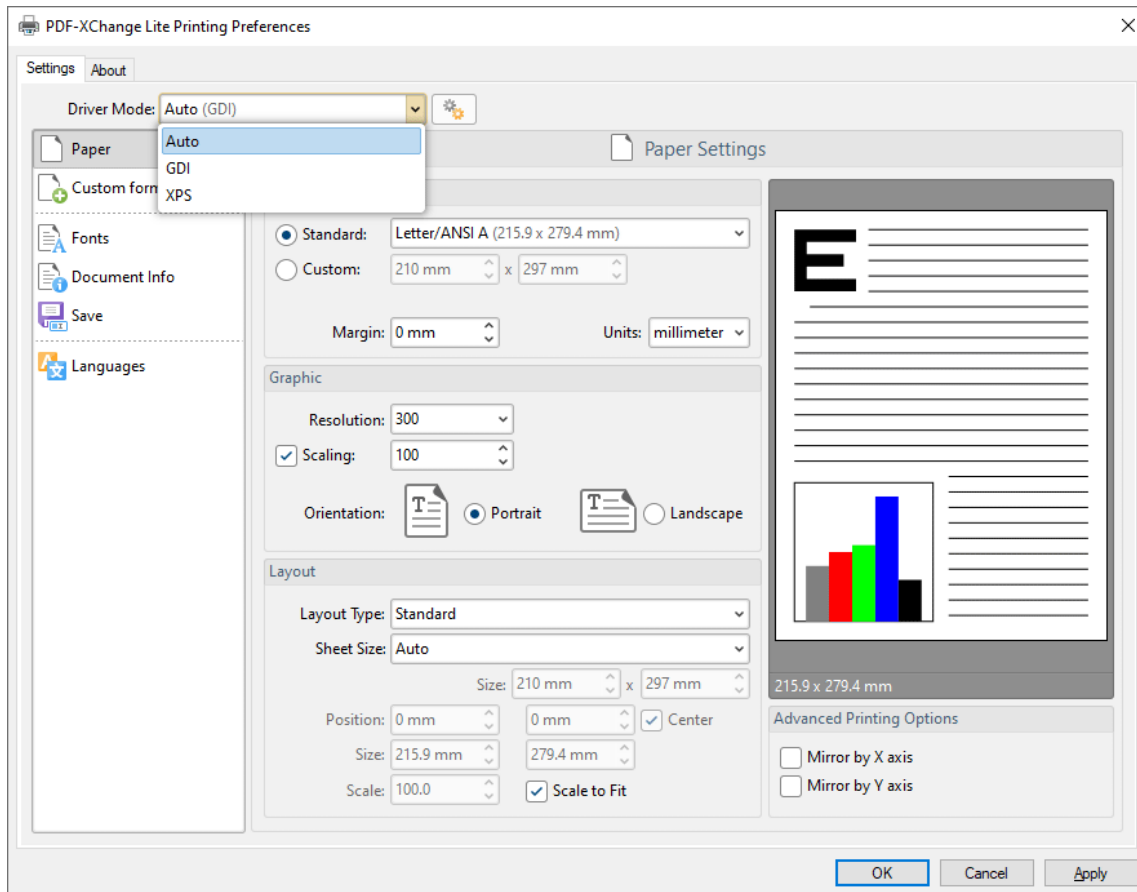 PDF-XChange Lite Printing Preferences
Settings About
Driver Mode: Auto (GDI)
Auto
GDI
XPS
Paper
Custom form
Fonts
Document Info
Save
Languages
Paper Settings
Standard: Letter/ANSI A (215.9 x 279.4 mm)
Custom: 210 mm x 297 mm
Margin: 0 mm Units: millimeter
Graphic
Resolution: 300
Scaling: 100
Orientation: T Portrait T Landscape
Layout
Layout Type: Standard
Sheet Size: Auto
Size: 210 mm x 297 mm
Position: 0 mm 0 mm Center
Size: 215.9 mm 279.4 mm
Scale: 100.0 Scale to Fit
E
215.9 x 279.4 mm
Advanced Printing Options
Mirror by X axis
Mirror by Y axis
OK Cancel Apply